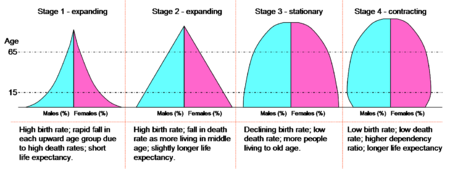 Stage 1 - expanding
Stage 2 - expanding
Stage 3 - stationary
Stage 4 - contracting
Age
65
15
Males (%) Females (%)
Males (%) Females (%)
Males (%) Females (%)
Males (%) Females (%)
High birth rate; rapid fall in
each upward age group due
to high death rates; short
life expectancy.
High birth rate; fall in death
rate as more living in middle
age; slightly longer life
expectancy.
Declining birth rate; low
death rate; more people
living to old age.
Low birth rate; low death
rate; higher dependency
ratio; longer life expectancy